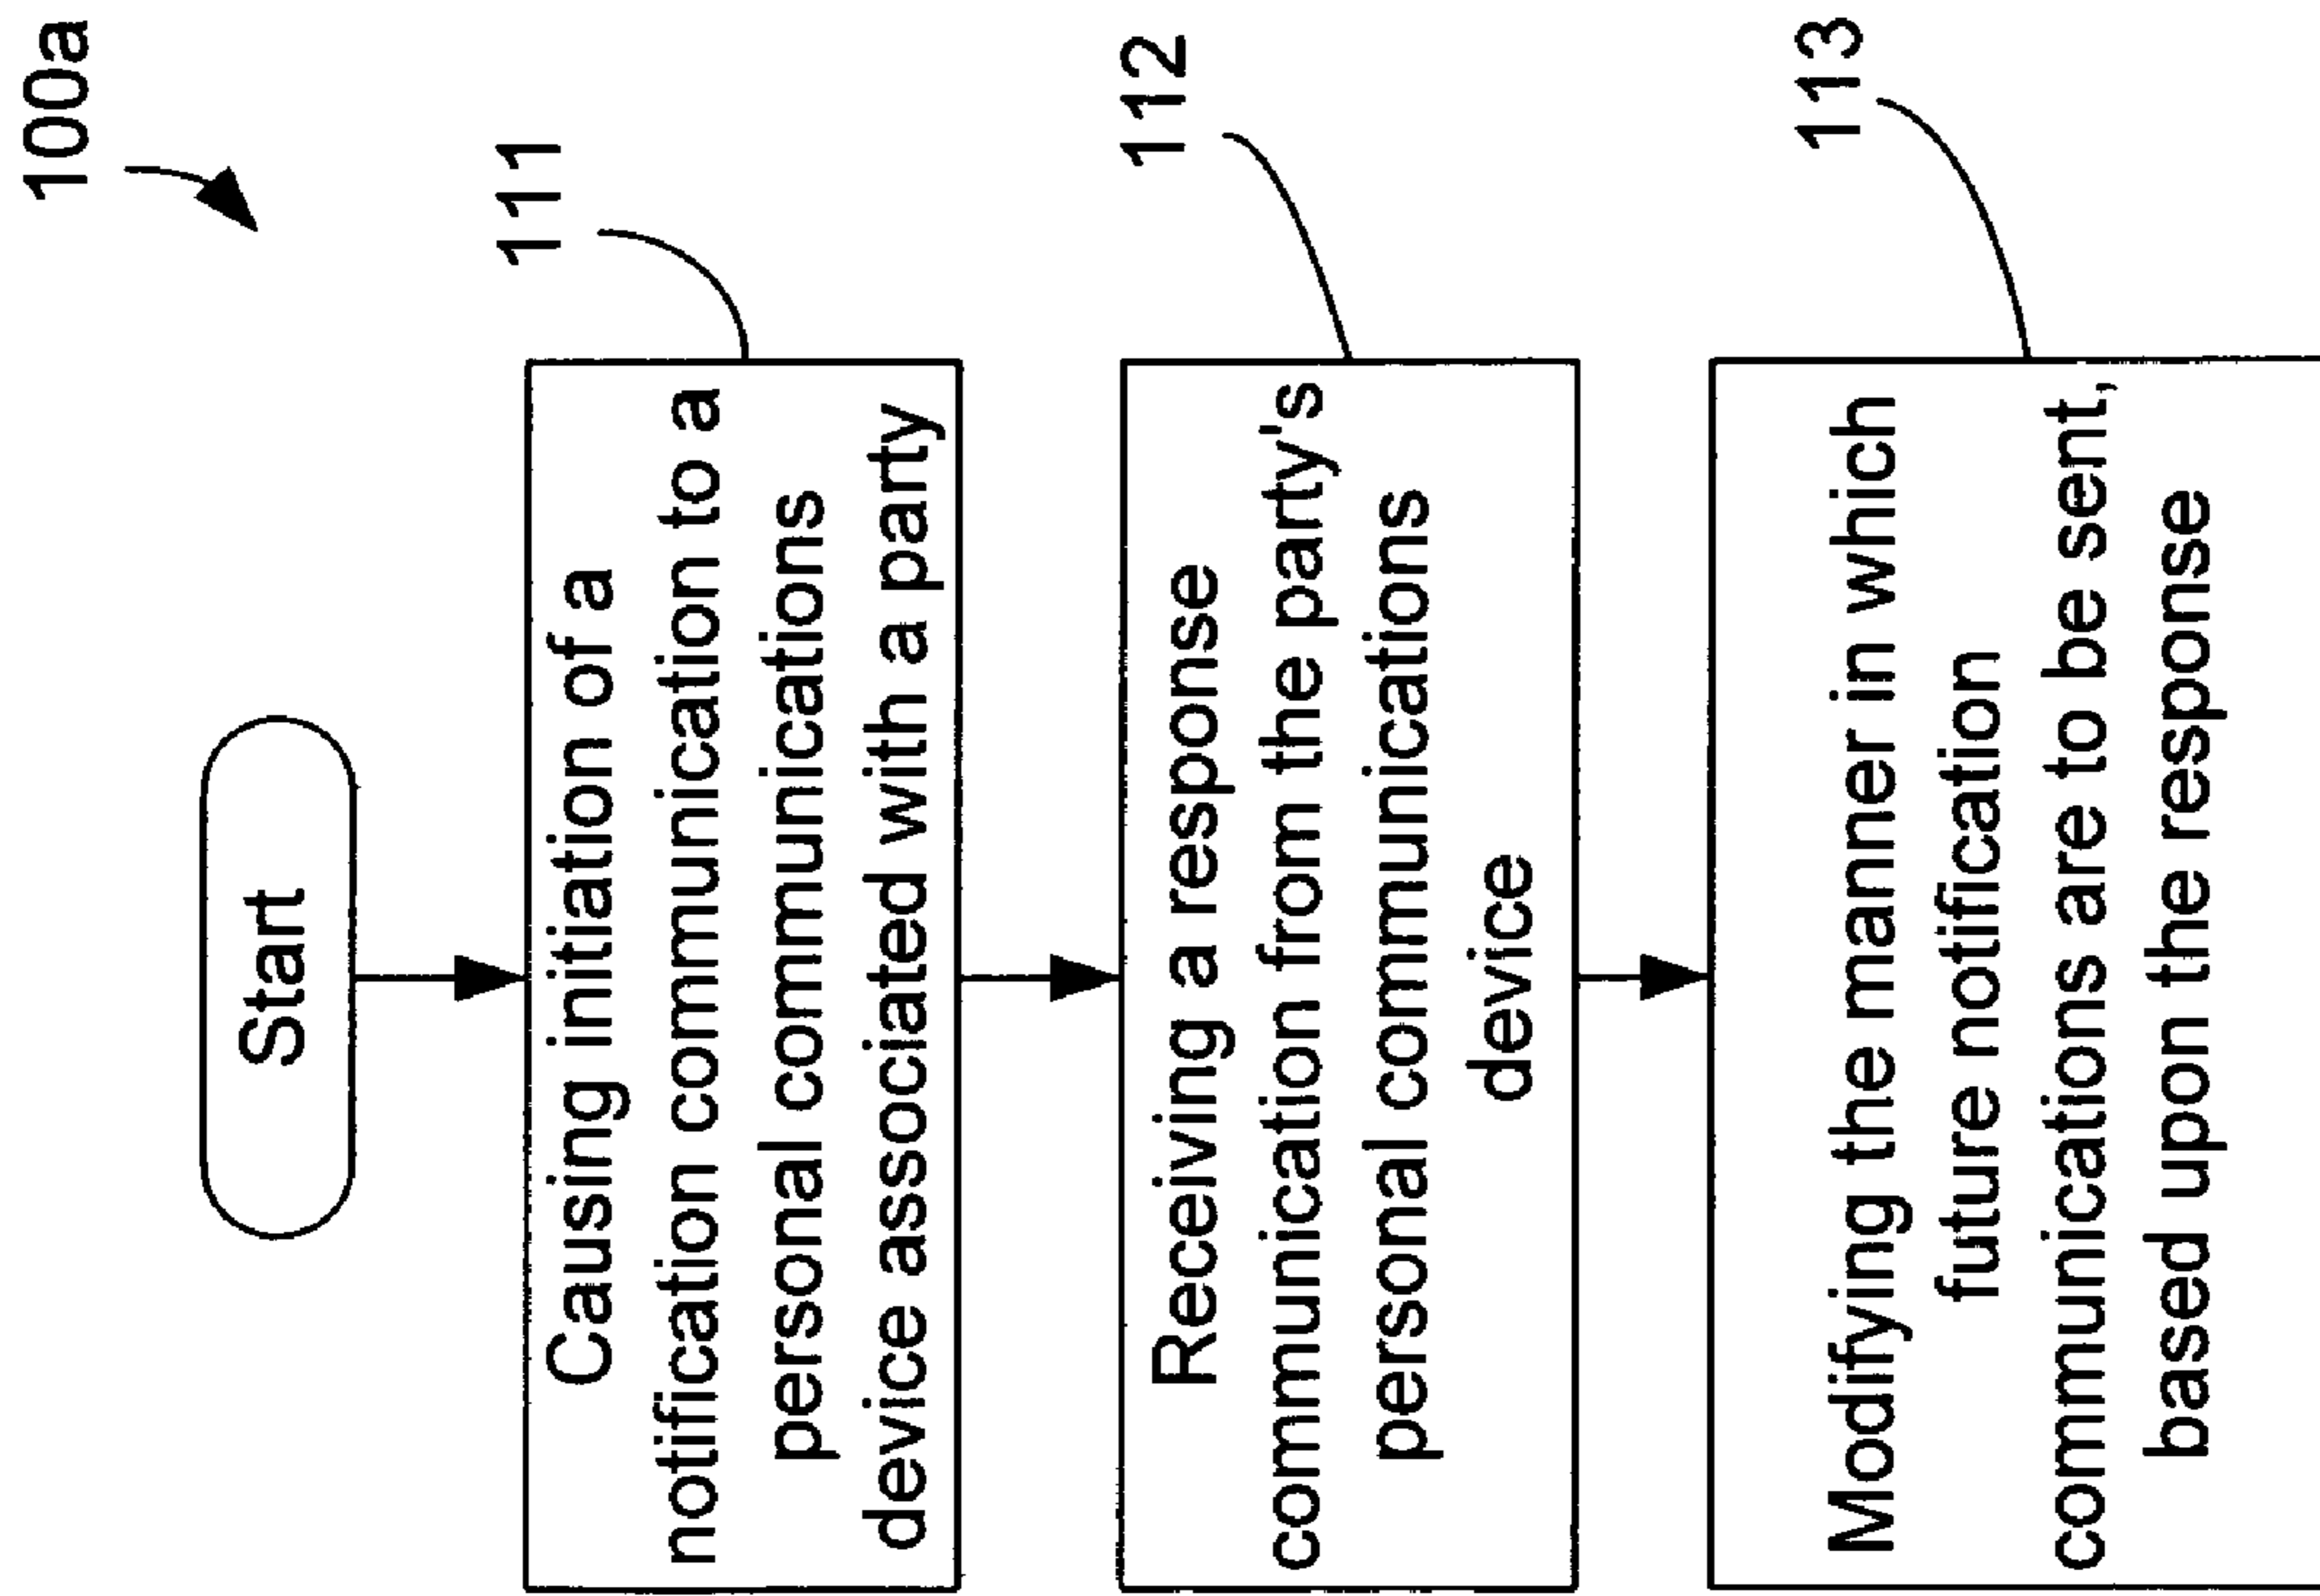 100a
Start
111
Causing initiation of a
notification communication to a
personal communications
device associated with a party
112
Receiving a response
communication from the party's
personal communications
device
113
Modifying the manner in which
future notification
communications are to be sent,
based upon the response